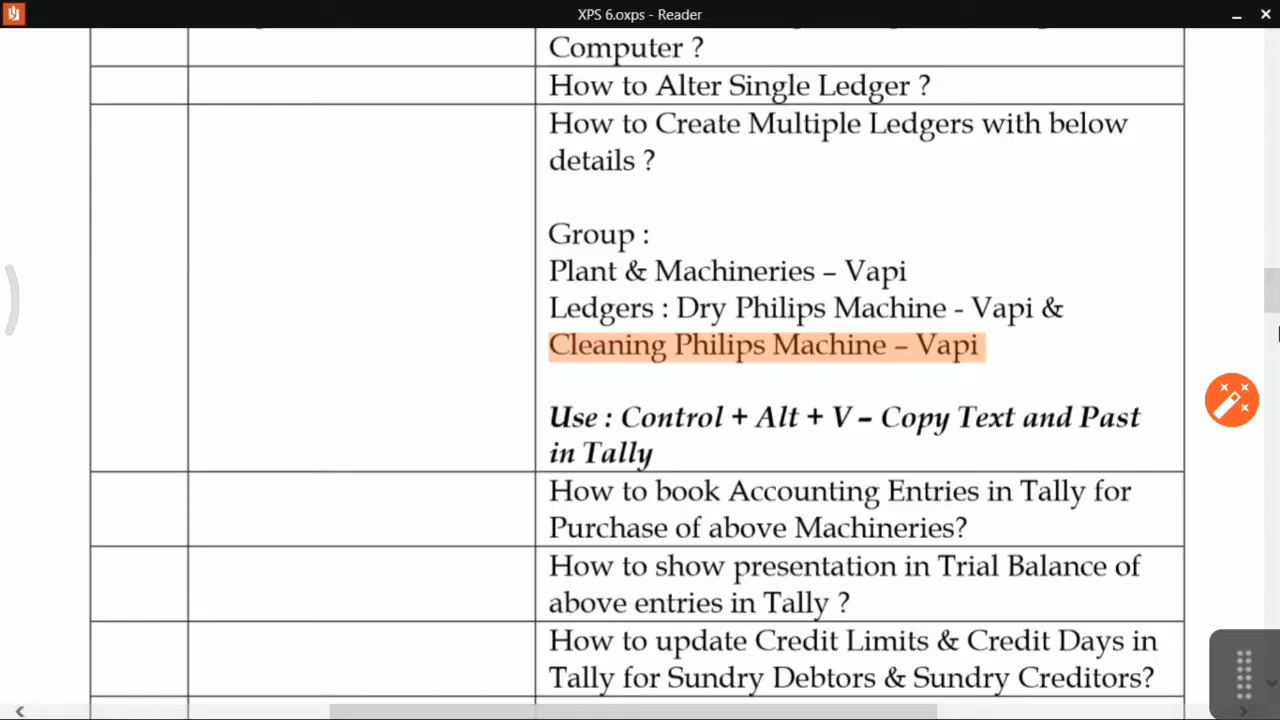 XPS 6.oxps - Reader
Computer ?
How to Alter Single Ledger ?
How to Create Multiple Ledgers with below
details ?
Group :
Plant & Machineries – Vapi
Ledgers : Dry Philips Machine - Vapi &
Cleaning Philips Machine – Vapi
Use : Control + Alt + V – Copy Text and Past
in Tally
How to book Accounting Entries in Tally for
Purchase of above Machineries?
How to show presentation in Trial Balance of
above entries in Tally ?
How to update Credit Limits & Credit Days in
Tally for Sundry Debtors & Sundry Creditors?